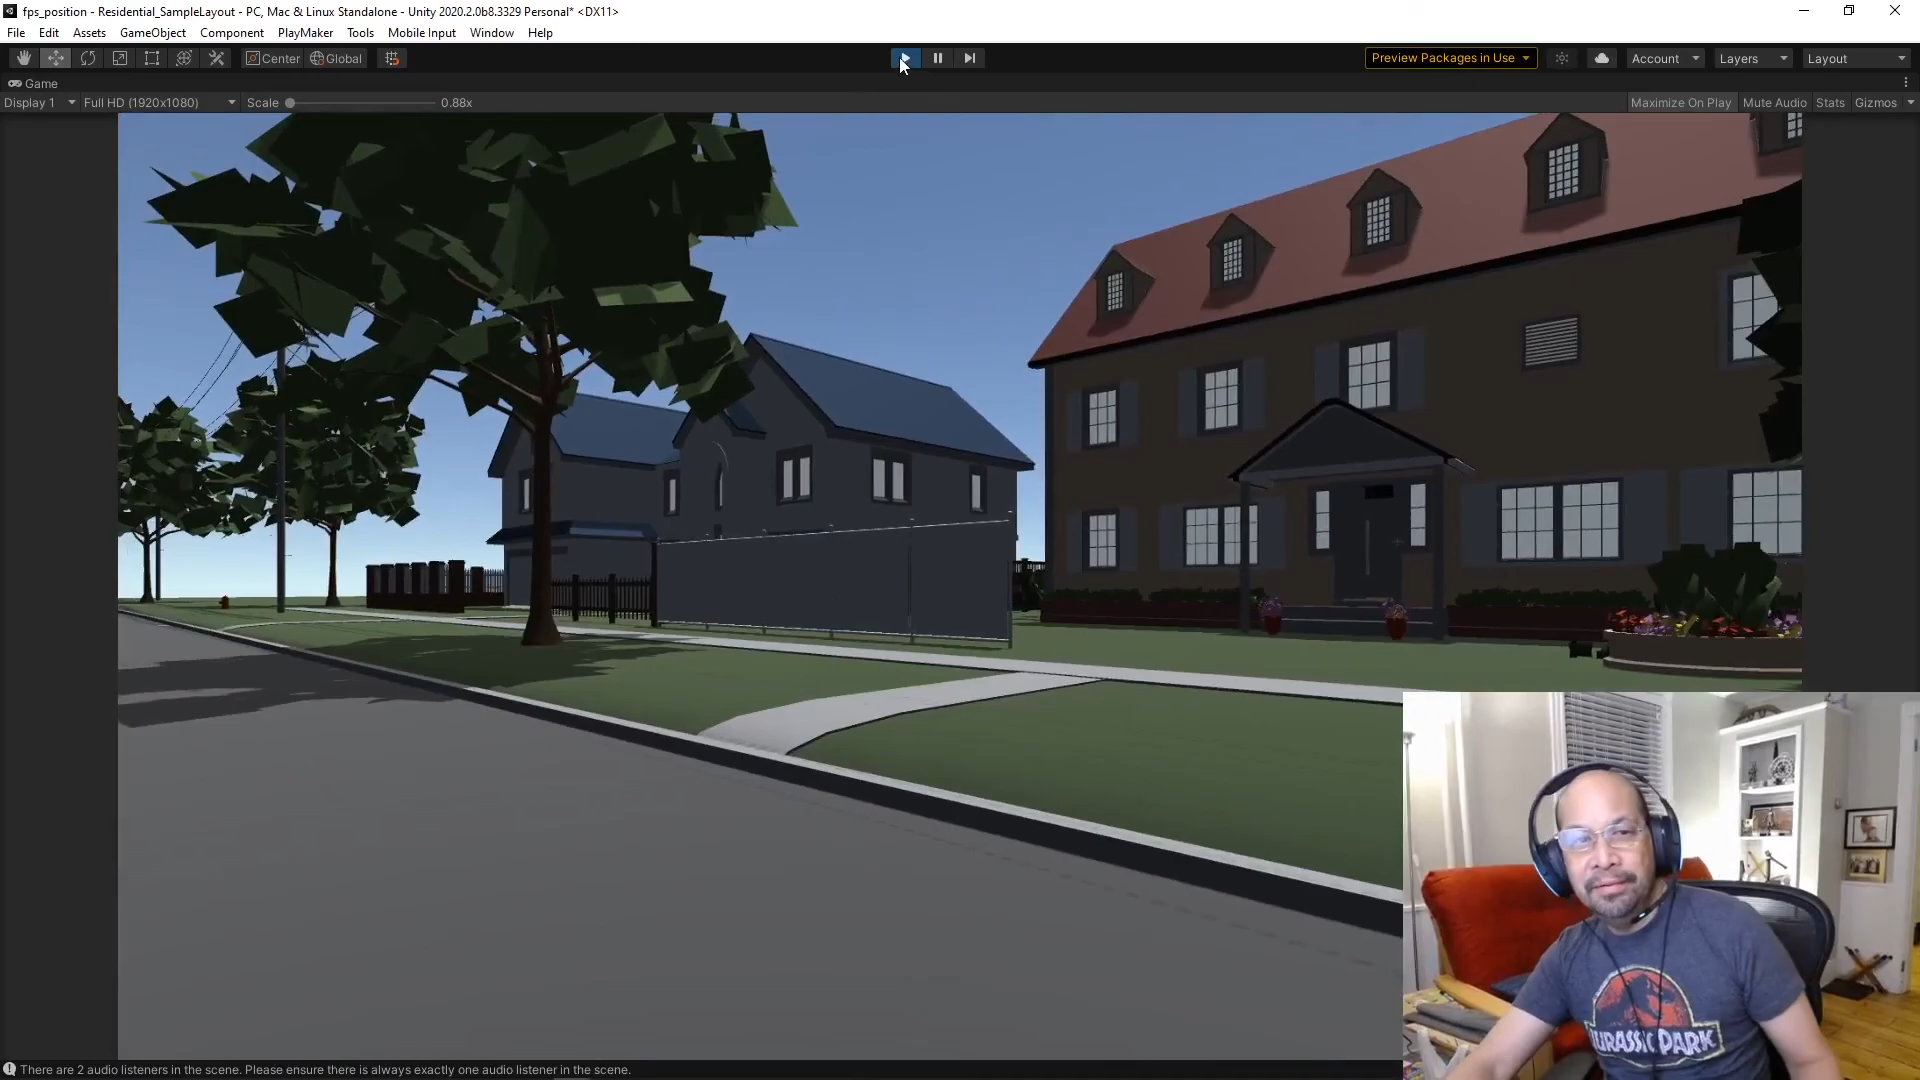 fps_position - Residential_SampleLayout - PC, Mac & Linux Standalone - Unity 2020.2.0b8.3329 Personal* <DX11>
File Edit Assets GameObject Component PlayMaker Tools Mobile Input Window Help
Center Global Preview Packages in Use Account Layers Layout
Game
Display 1 Full HD (1920x1080) Scale 0.88x Maximize On Play Mute Audio Stats Gizmos
JURASSIC PARK
There are 2 audio listeners in the scene. Please ensure there is always exactly one audio listener in the scene.